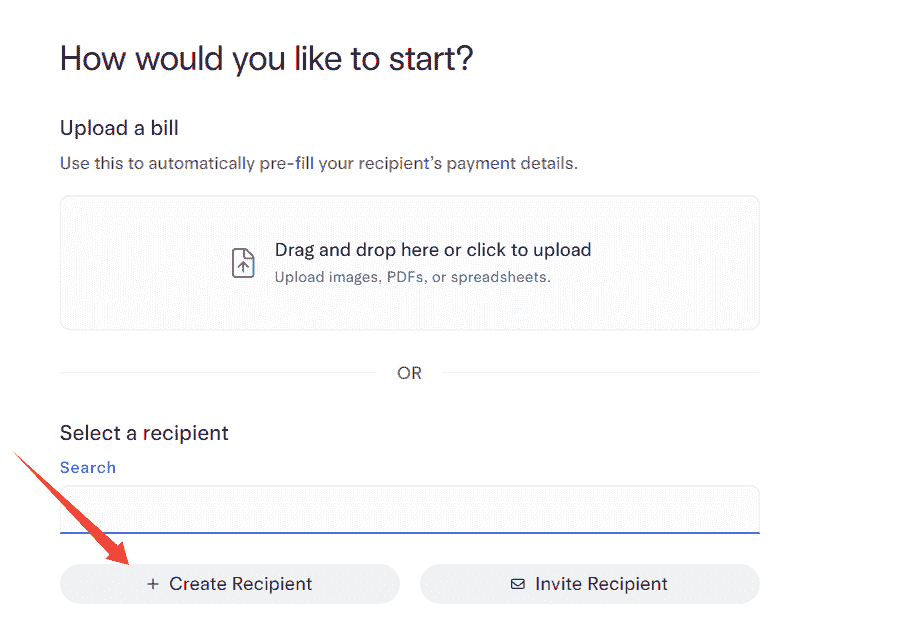 How would you like to start?
Upload a bill
Use this to automatically pre-fill your recipient's payment details.
Drag and drop here or click to upload
Upload images, PDFs, or spreadsheets.
OR
Select a recipient
Search
+ Create Recipient
Invite Recipient